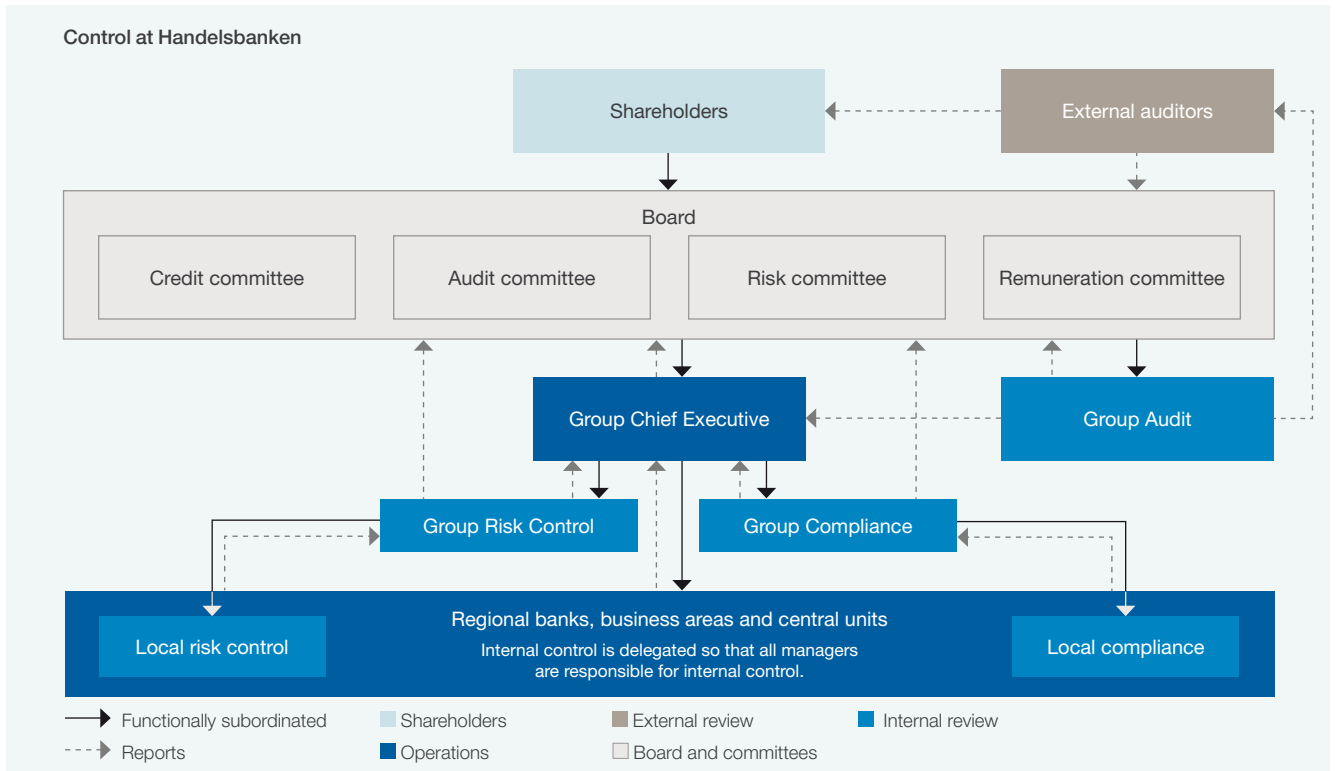 Control at Handelsbanken
Shareholders
External auditors
Board
Credit committee
Audit committee
Risk committee
Remuneration committee
Group Chief Executive
Group Audit
Group Risk Control
Group Compliance
Regional banks, business areas and central units
Local risk control
Internal control is delegated so that all managers
are responsible for internal control.
Local compliance
Functionally subordinated
Shareholders
External review
Internal review
Reports
Operations
Board and committees